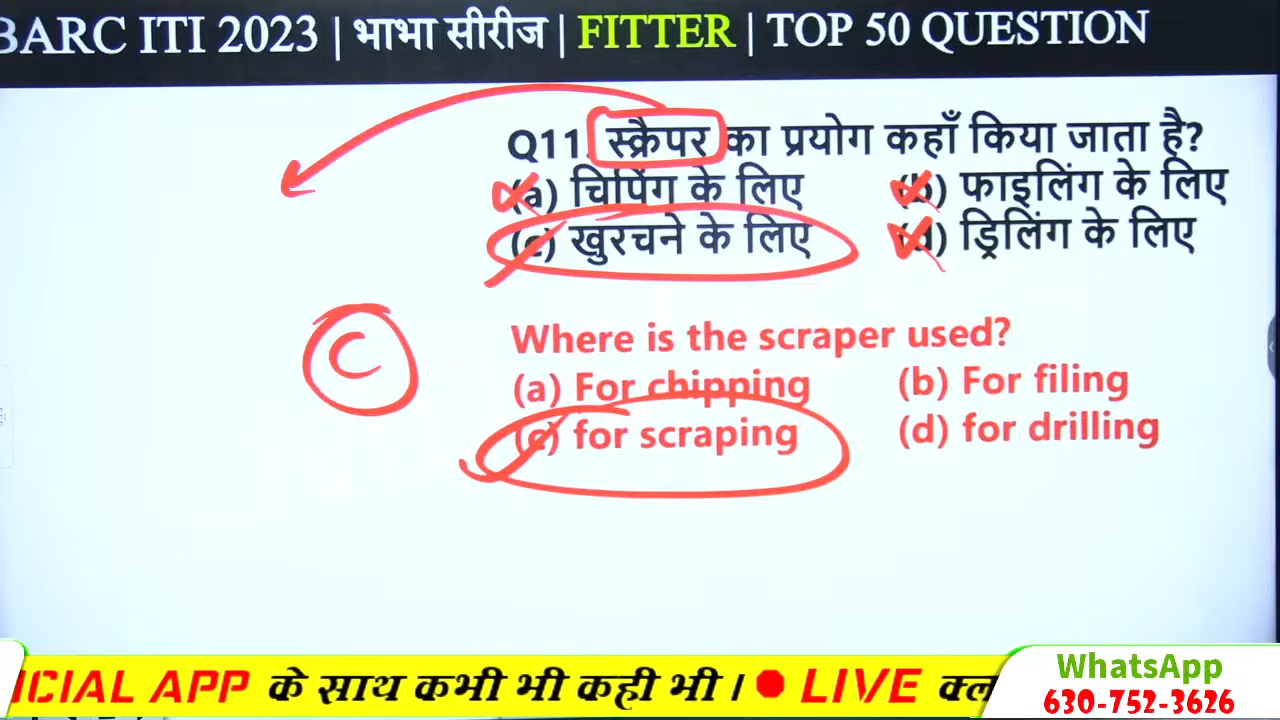 BARC ITI 2023 | भाभा सीरीज | FITTER | TOP 50 QUESTION
Q11. स्क्रैपर का प्रयोग कहाँ किया जाता है?
(a) चिपिंग के लिए (b) फाइलिंग के लिए
(c) खुरचने के लिए (d) ड्रिलिंग के लिए
C
Where is the scraper used?
(a) For chipping (b) For filing
(c) for scraping (d) for drilling
ICIAL APP के साथ कभी भी कही भी । LIVE क्ल
WhatsApp
630-752-3626